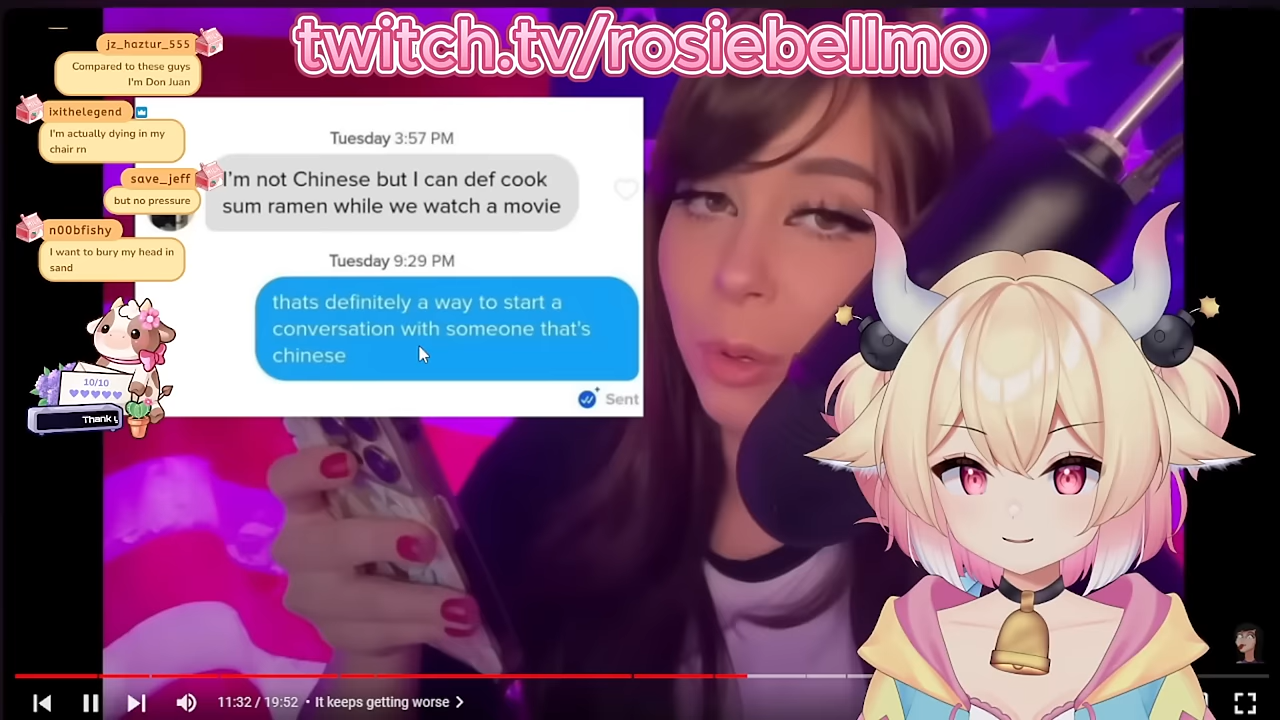 twitch.tv/rosiebellmo
jz_haztur_555
Compared to these guys
I'm Don Juan
ixithelegend
I'm actually dying in my
chair rn
save_jeff
but no pressure
n00bfishy
I want to bury my head in
sand
10/10
Thank y
Tuesday 3:57 PM
I'm not Chinese but I can def cook
sum ramen while we watch a movie
Tuesday 9:29 PM
thats definitely a way to start a
conversation with someone that's
chinese
Sent
11:32 / 19:52 • It keeps getting worse